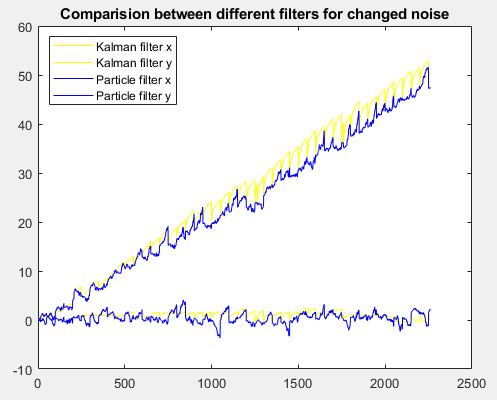 Comparision between different filters for changed noise
60
50
40
30
20
10
0
-10
Kalman filter x
Kalman filter y
Particle filter x
Particle filter y
0
500
1000
1500
2000
2500